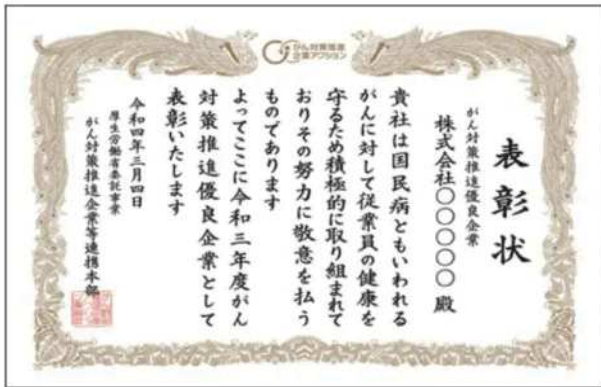 がん対策推進
企業アクション
表彰状
がん対策推進優良企業
株式会社〇〇〇〇〇 殿
貴社は国民病ともいわれる
がんに対して従業員の健康を
守るため積極的に取り組まれて
おりその努力に敬意を払う
ものであります
よってここに令和三年度がん
対策推進優良企業として
表彰いたします
令和四年三月四日
厚生労働省委託事業
がん対策推進企業等連携本部